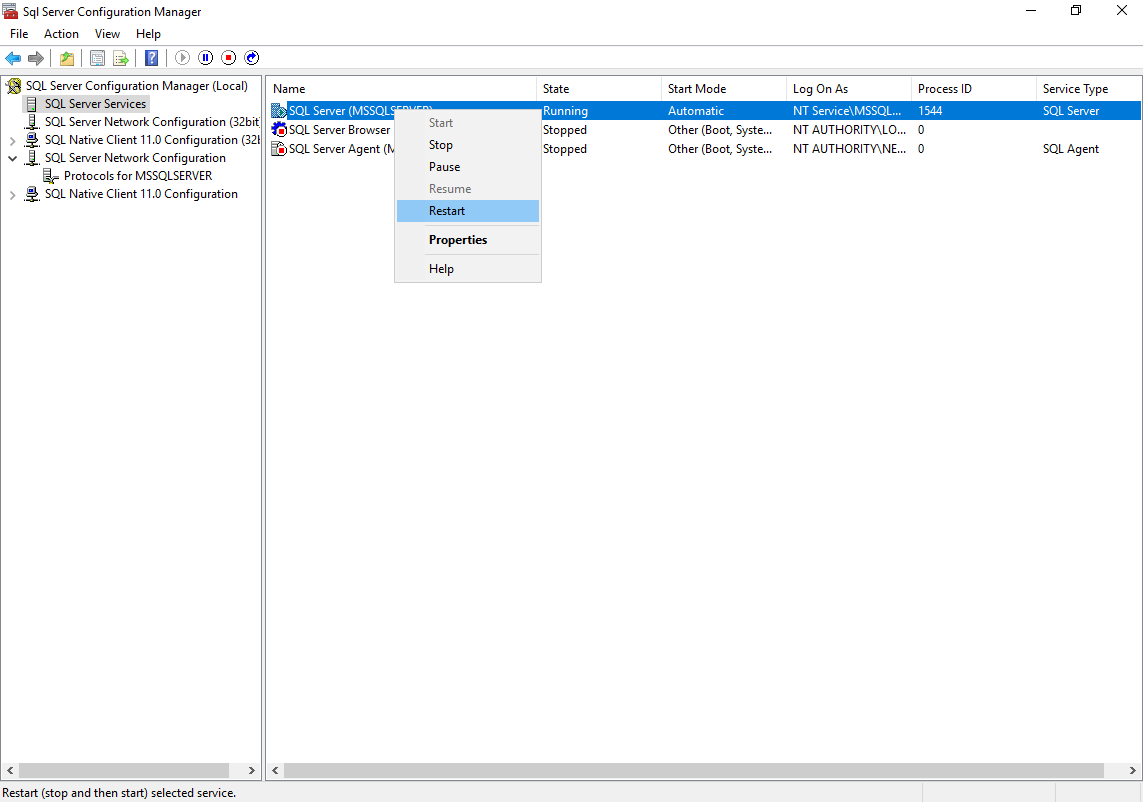 Sql Server Configuration Manager
File Action View Help
SQL Server Configuration Manager (Local)
SQL Server Services
SQL Server Network Configuration (32bit
SQL Native Client 11.0 Configuration (32b
SQL Server Network Configuration
Protocols for MSSQLSERVER
SQL Native Client 11.0 Configuration
Name State Start Mode Log On As Process ID Service Type
SQL Server (MSSQLSERVER) Running Automatic NT Service\MSSQL... 1544 SQL Server
SQL Server Browser Stopped Other (Boot, Syste... NT AUTHORITY\LO... 0
SQL Server Agent (M Stopped Other (Boot, Syste... NT AUTHORITY\NE... 0 SQL Agent
Start
Stop
Pause
Resume
Restart
Properties
Help
Restart (stop and then start) selected service.